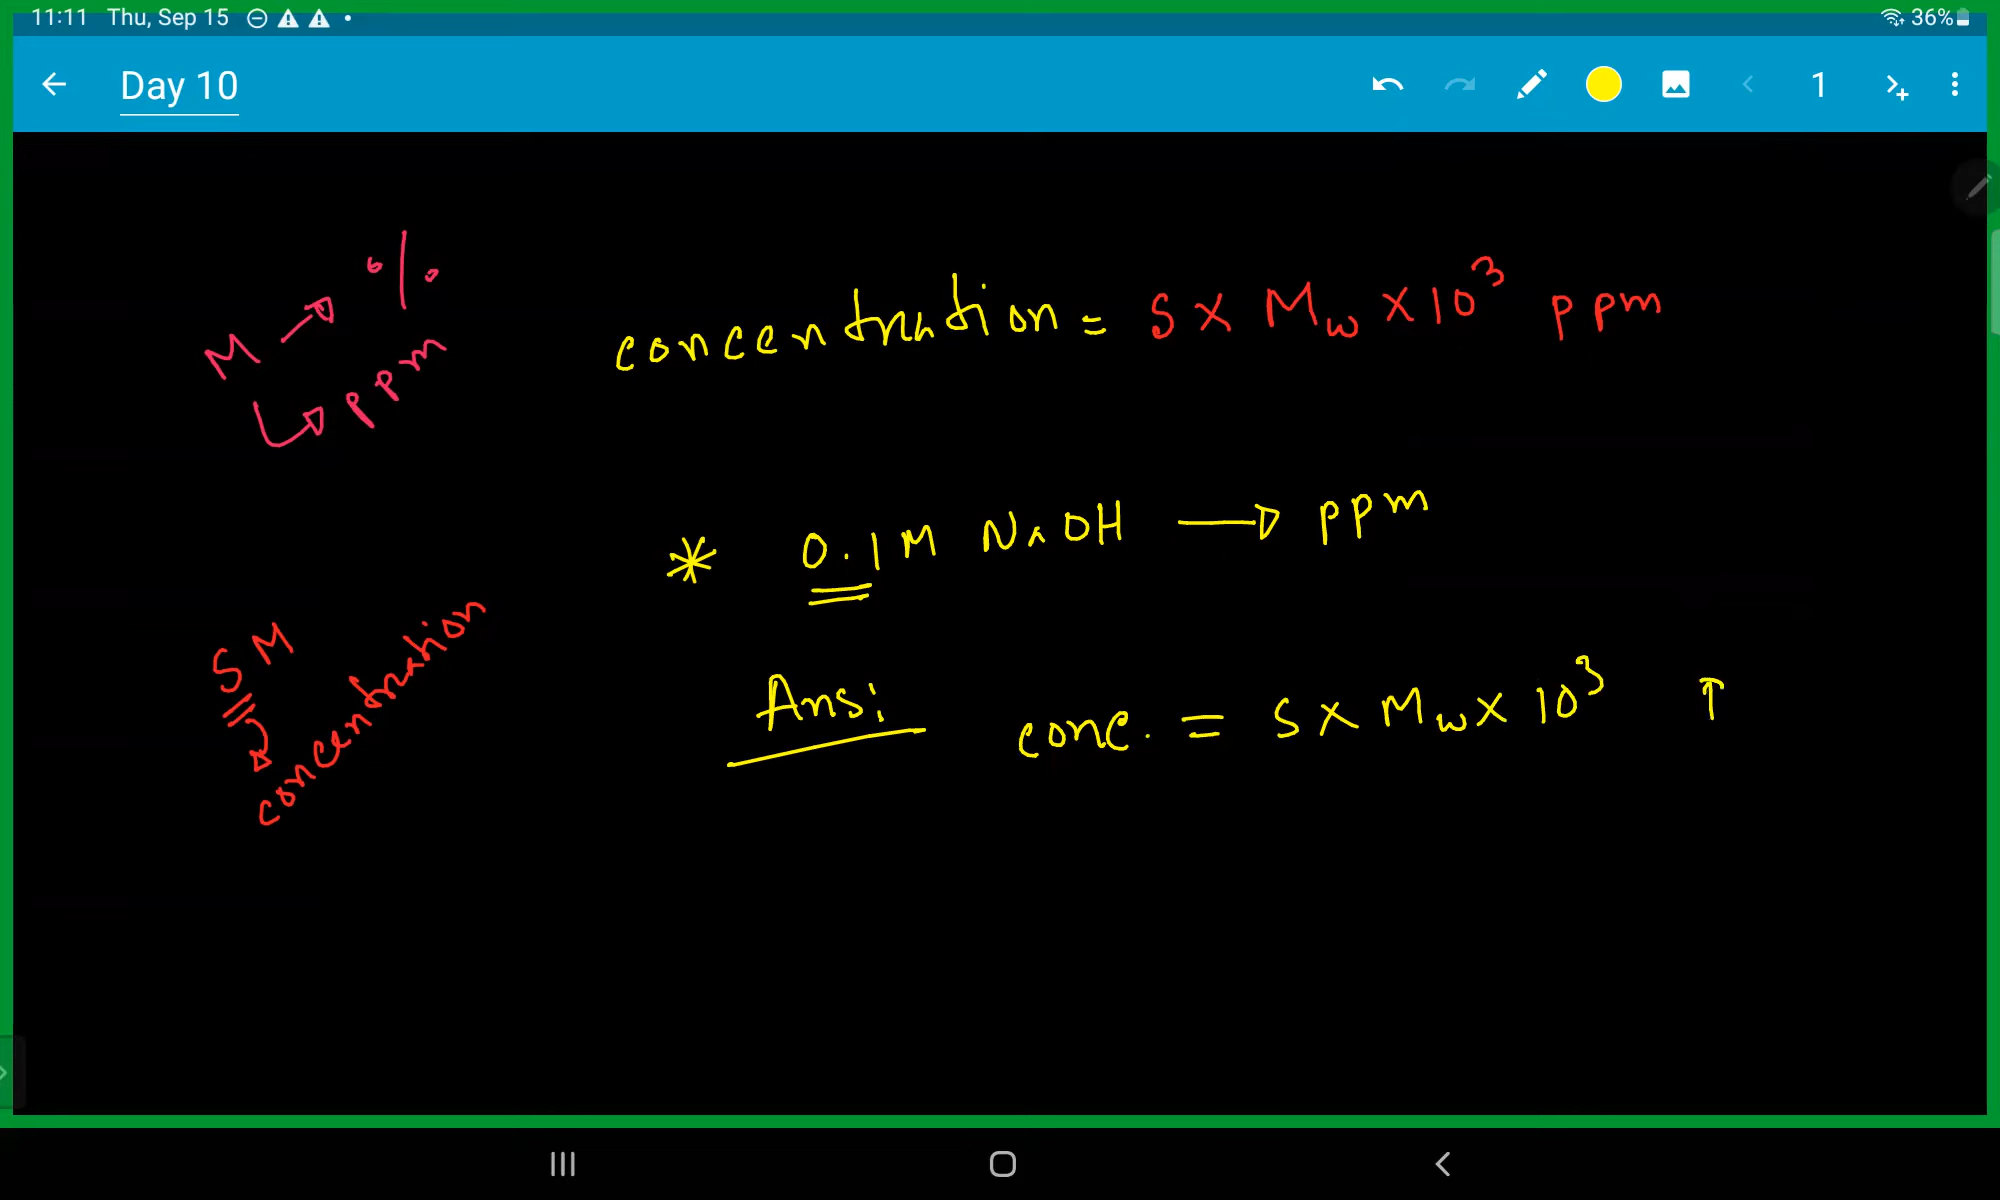 11:11 Thu, Sep 15
36%
Day 10
1
M → %
↳ ppm
concentration = S × Mw × 10³ ppm
* 0.1 M NaOH → ppm
SM
concentration
Ans: conc. = S × Mw × 10³ ↑